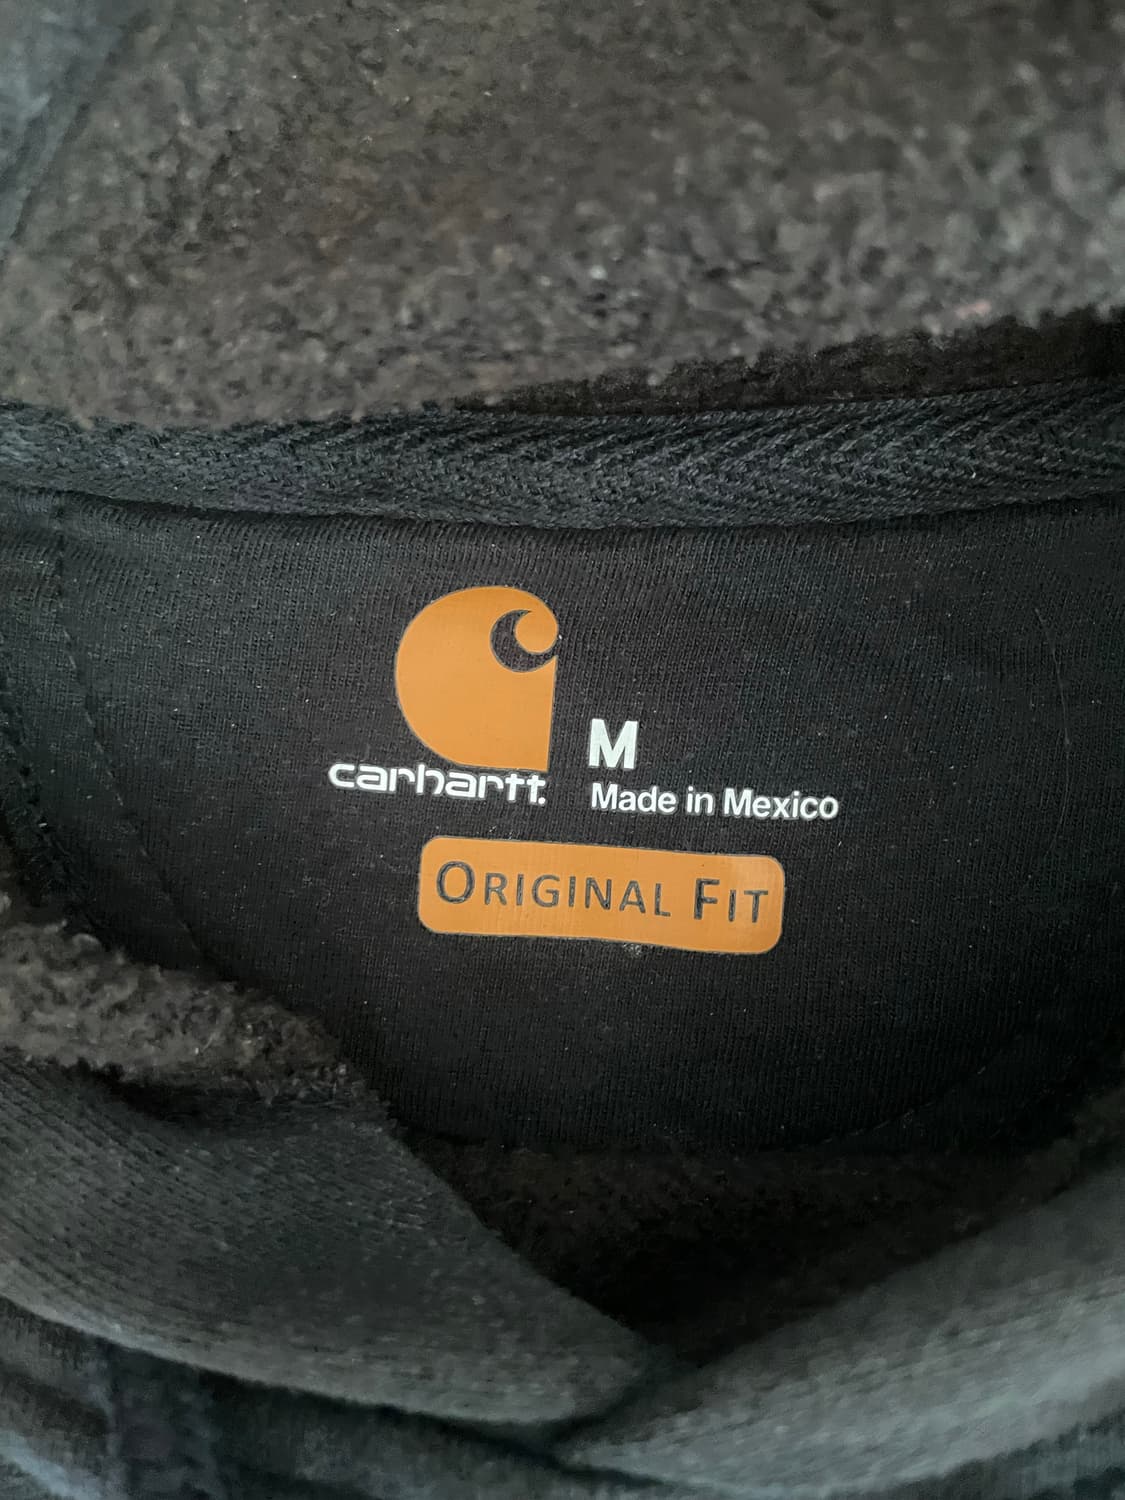 M
carhartt.
Made in Mexico
ORIGINAL FIT